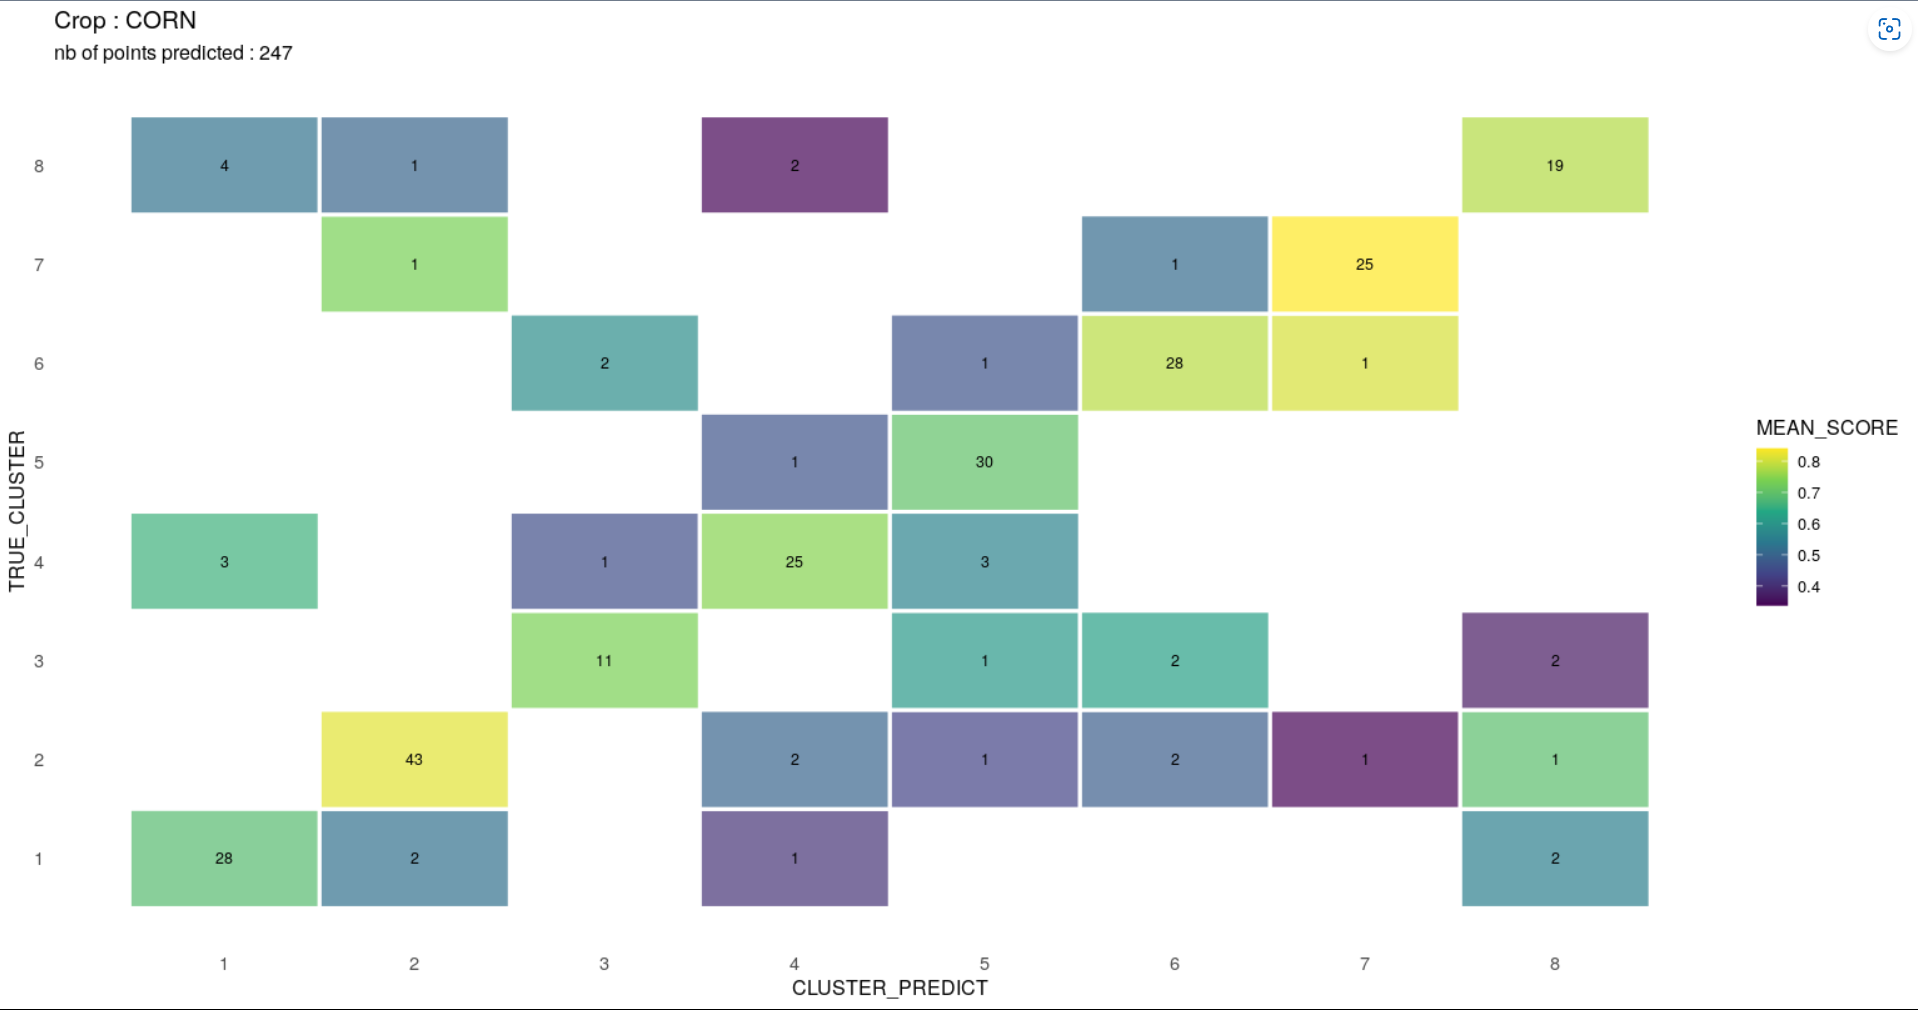 Crop : CORN
nb of points predicted : 247
8 4 1 2 19
7 1 1 25
6 2 1 28 1
5 1 30
4 3 1 25 3
3 11 1 2 2
2 43 2 1 2 1 1
1 28 2 1 2
TRUE_CLUSTER
1 2 3 4 5 6 7 8
CLUSTER_PREDICT
MEAN_SCORE
0.8
0.7
0.6
0.5
0.4